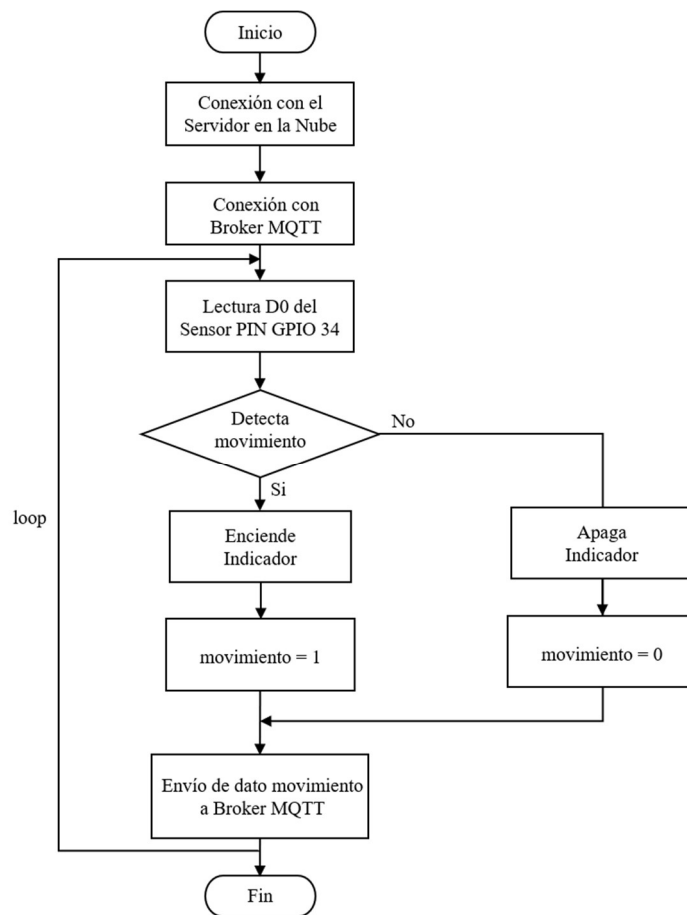 Inicio
Conexión con el
Servidor en la Nube
Conexión con
Broker MQTT
Lectura D0 del
Sensor PIN GPIO 34
Detecta
movimiento
No
Si
loop
Enciende
Indicador
Apaga
Indicador
movimiento = 1
movimiento = 0
Envío de dato movimiento
a Broker MQTT
Fin